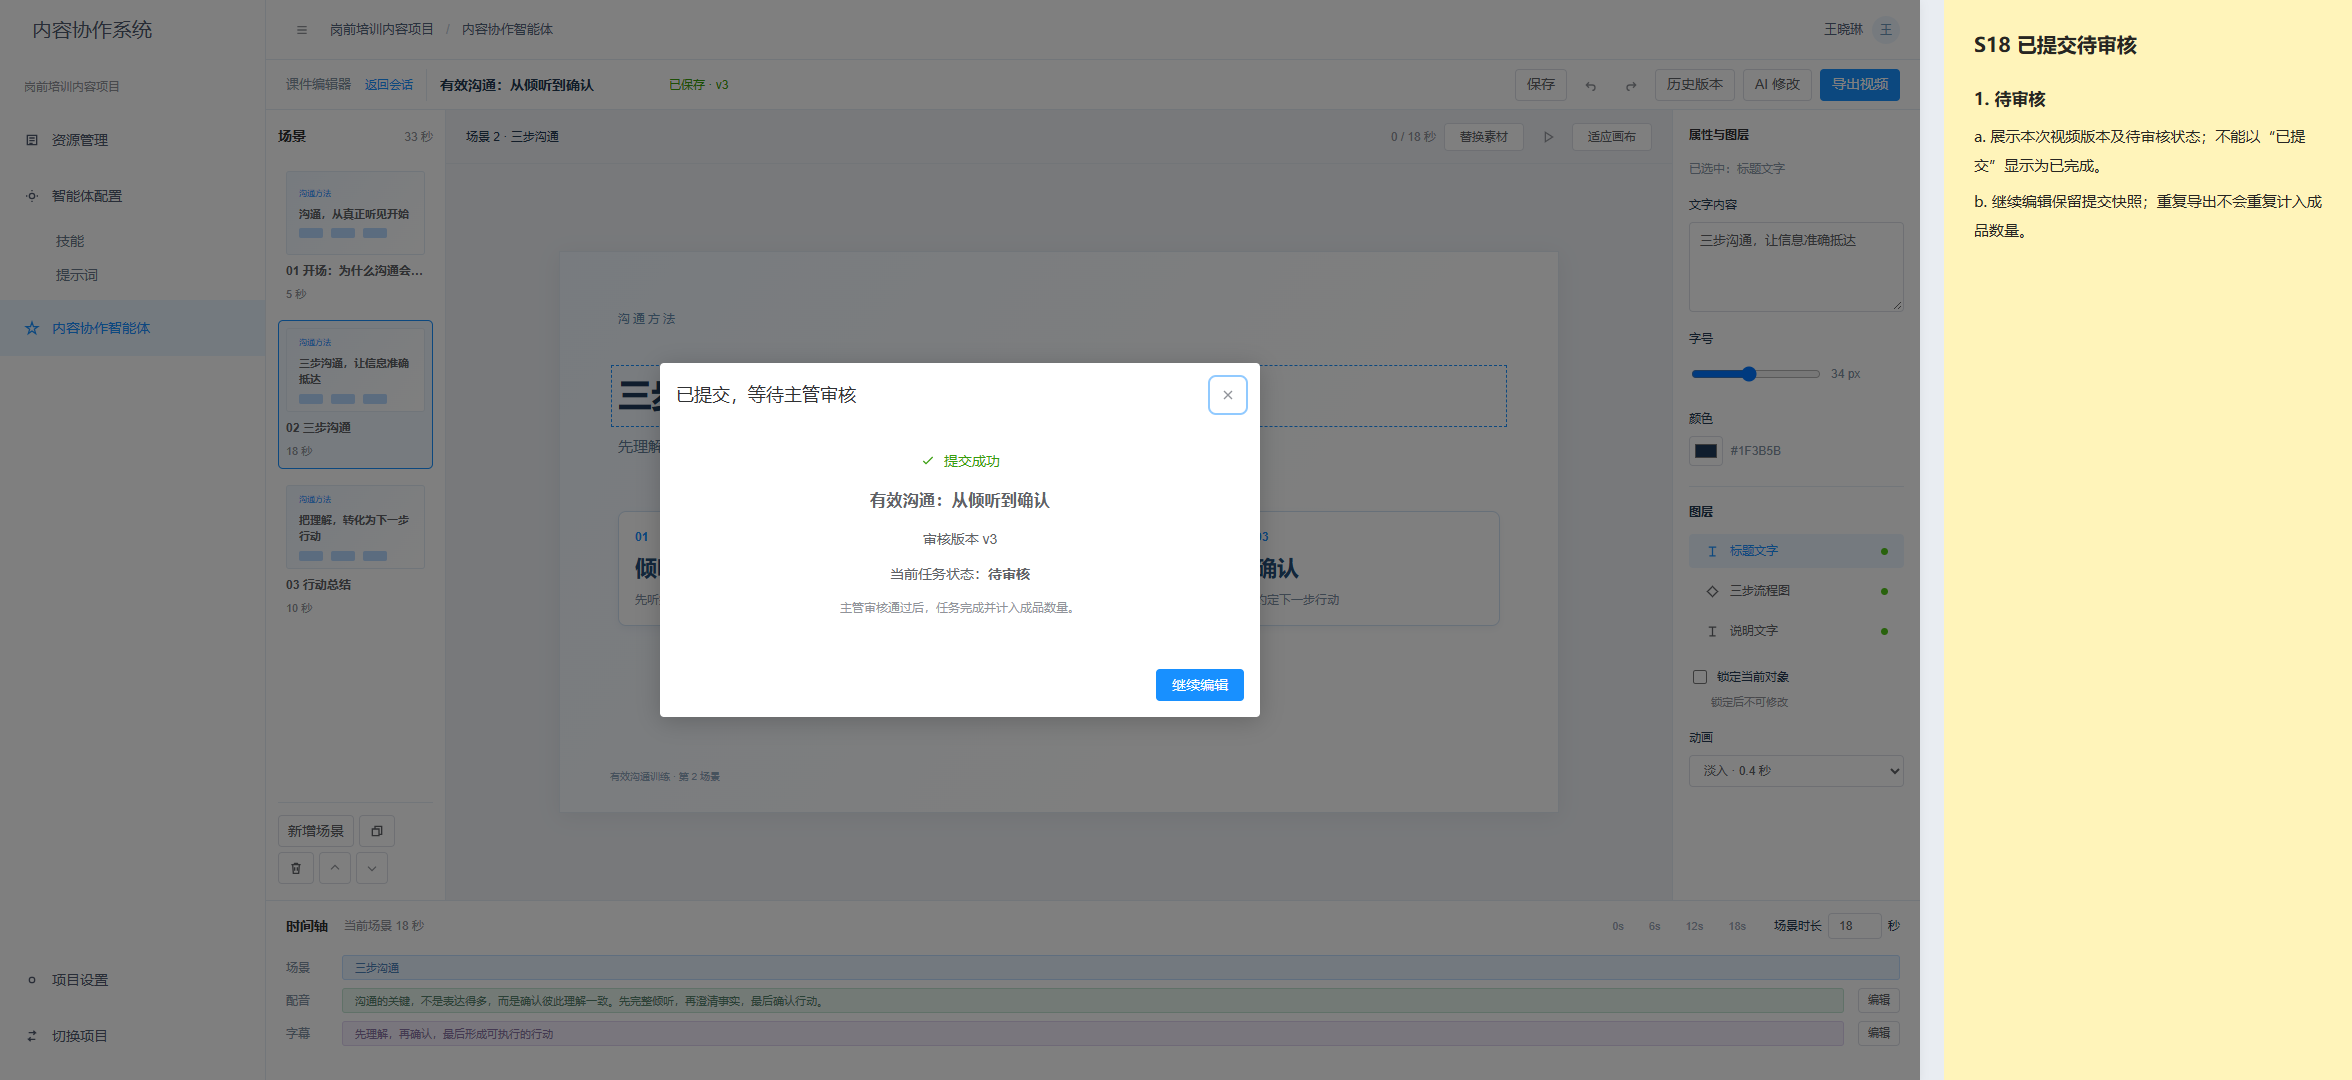 内容协作系统
岗前培训内容项目
资源管理
智能体配置
技能
提示词
内容协作智能体
项目设置
切换项目
岗前培训内容项目 / 内容协作智能体
王晓琳 王
课件编辑器 返回会话 有效沟通：从倾听到确认 已保存 · v3
保存 历史版本 AI 修改 导出视频
场景 33 秒
沟通方法
沟通，从真正听见开始
01 开场：为什么沟通会...
5 秒
沟通方法
三步沟通，让信息准确
抵达
02 三步沟通
18 秒
沟通方法
把理解，转化为下一步
行动
03 行动总结
10 秒
新增场景
场景 2 · 三步沟通 0 / 18 秒 替换素材 适应画布
沟通方法
三步
先理解
01
倾
先听
03
确认
定下一步行动
有效沟通训练 · 第 2 场景
已提交，等待主管审核
提交成功
有效沟通：从倾听到确认
审核版本 v3
当前任务状态：待审核
主管审核通过后，任务完成并计入成品数量。
继续编辑
属性与图层
已选中：标题文字
文字内容
三步沟通，让信息准确抵达
字号
34 px
颜色
#1F3B5B
图层
标题文字
三步流程图
说明文字
锁定当前对象
锁定后不可修改
动画
淡入 · 0.4 秒
时间轴 当前场景 18 秒 0s 6s 12s 18s 场景时长 18 秒
场景 三步沟通
配音 沟通的关键，不是表达得多，而是确认彼此理解一致。先完整倾听，再澄清事实，最后确认行动。 编辑
字幕 先理解，再确认，最后形成可执行的行动 编辑
S18 已提交待审核
1. 待审核
a. 展示本次视频版本及待审核状态；不能以“已提
交”显示为已完成。
b. 继续编辑保留提交快照；重复导出不会重复计入成
品数量。